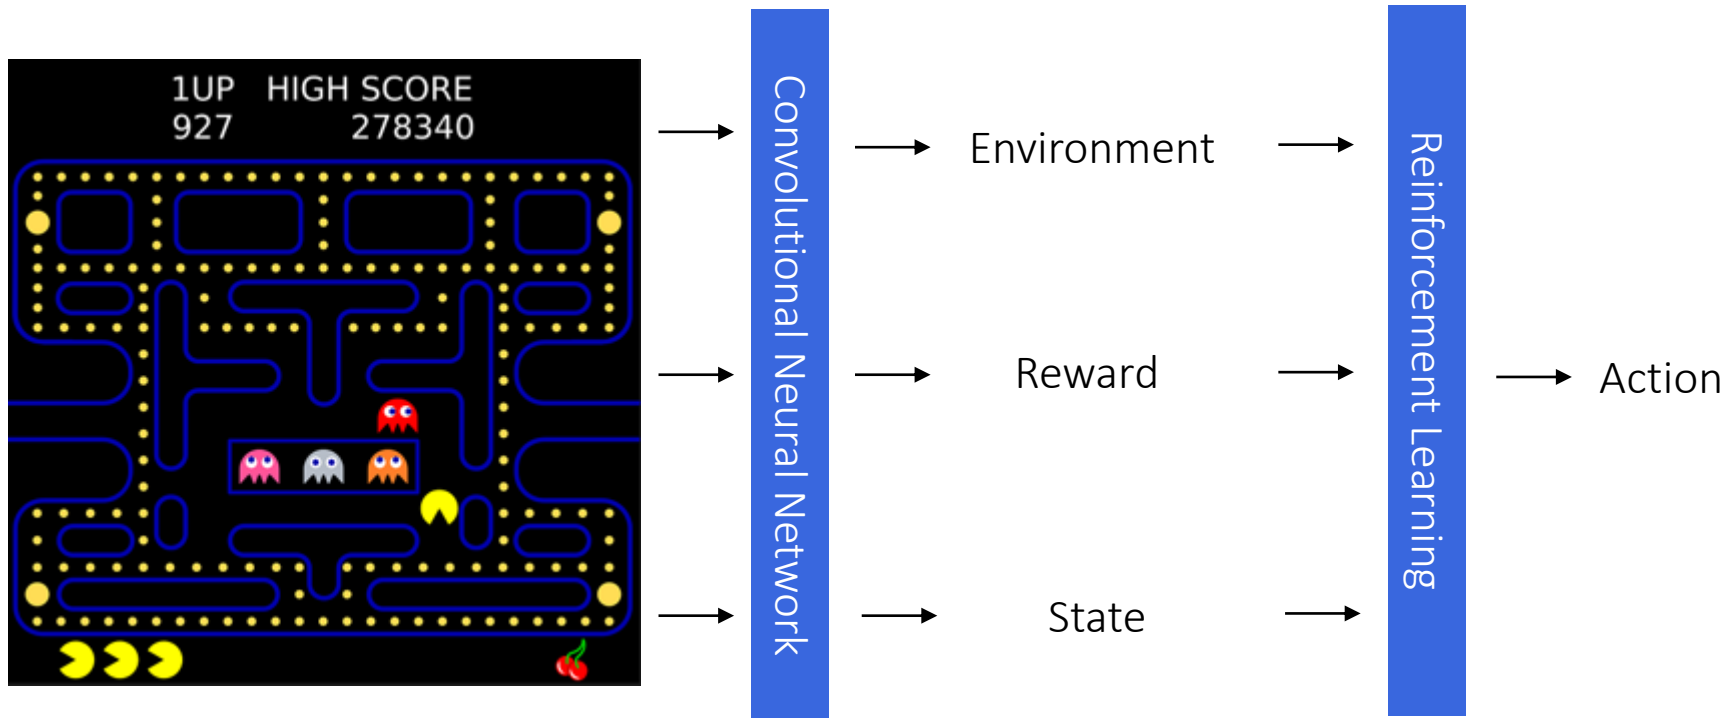 1UP HIGH SCORE
927 278340
Convolutional Neural Network
Environment
Reward
State
Reinforcement Learning
Action